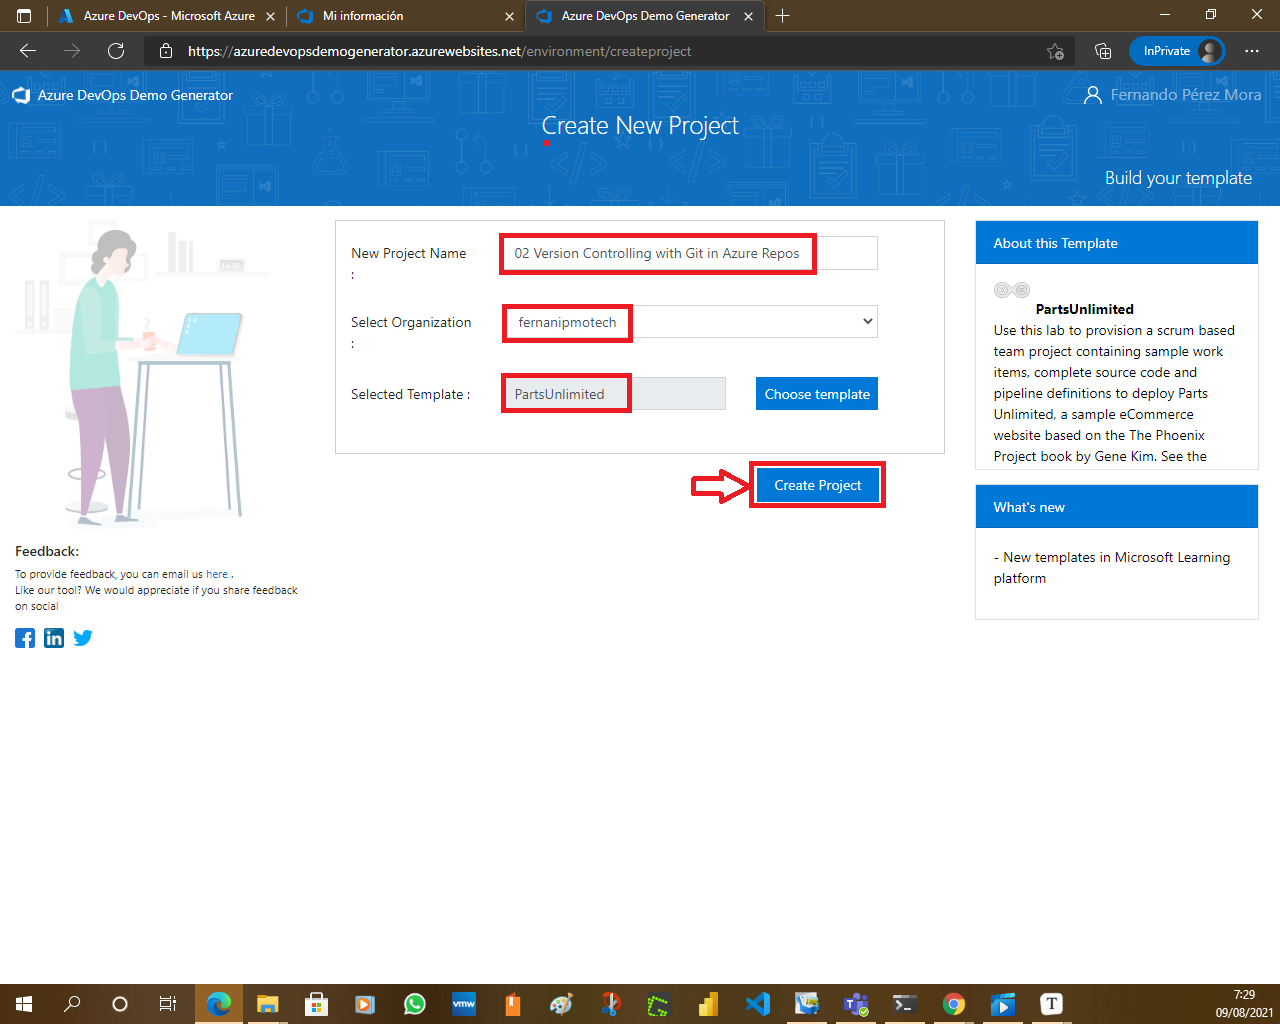 Azure DevOps - Microsoft Azure
Mi información
Azure DevOps Demo Generator
https://azuredevopsdemogenerator.azurewebsites.net/environment/createproject
InPrivate
Azure DevOps Demo Generator
Fernando Pérez Mora
Create New Project
Build your template
New Project Name
:
02 Version Controlling with Git in Azure Repos
Select Organization
:
fernanipmotech
Selected Template :
PartsUnlimited
Choose template
Create Project
About this Template
PartsUnlimited
Use this lab to provision a scrum based
team project containing sample work
items, complete source code and
pipeline definitions to deploy Parts
Unlimited, a sample eCommerce
website based on the The Phoenix
Project book by Gene Kim. See the
What's new
- New templates in Microsoft Learning
platform
Feedback:
To provide feedback, you can email us here .
Like our tool? We would appreciate if you share feedback
on social
vmw
T
7:29
09/08/2021